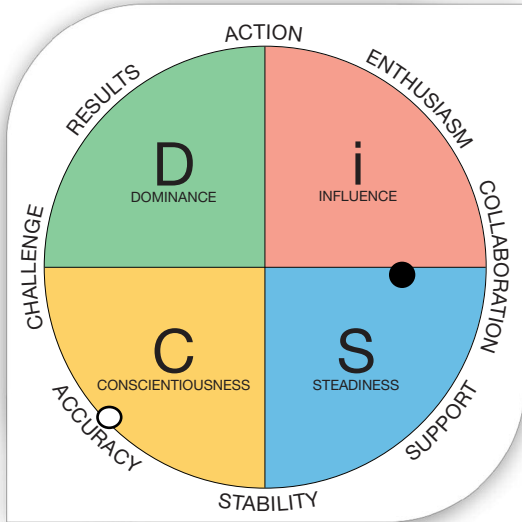 ACTION
RESULTS
ENTHUSIASM
D
DOMINANCE
i
INFLUENCE
CHALLENGE
COLLABORATION
C
CONSCIENTIOUSNESS
S
STEADINESS
ACCURACY
SUPPORT
STABILITY